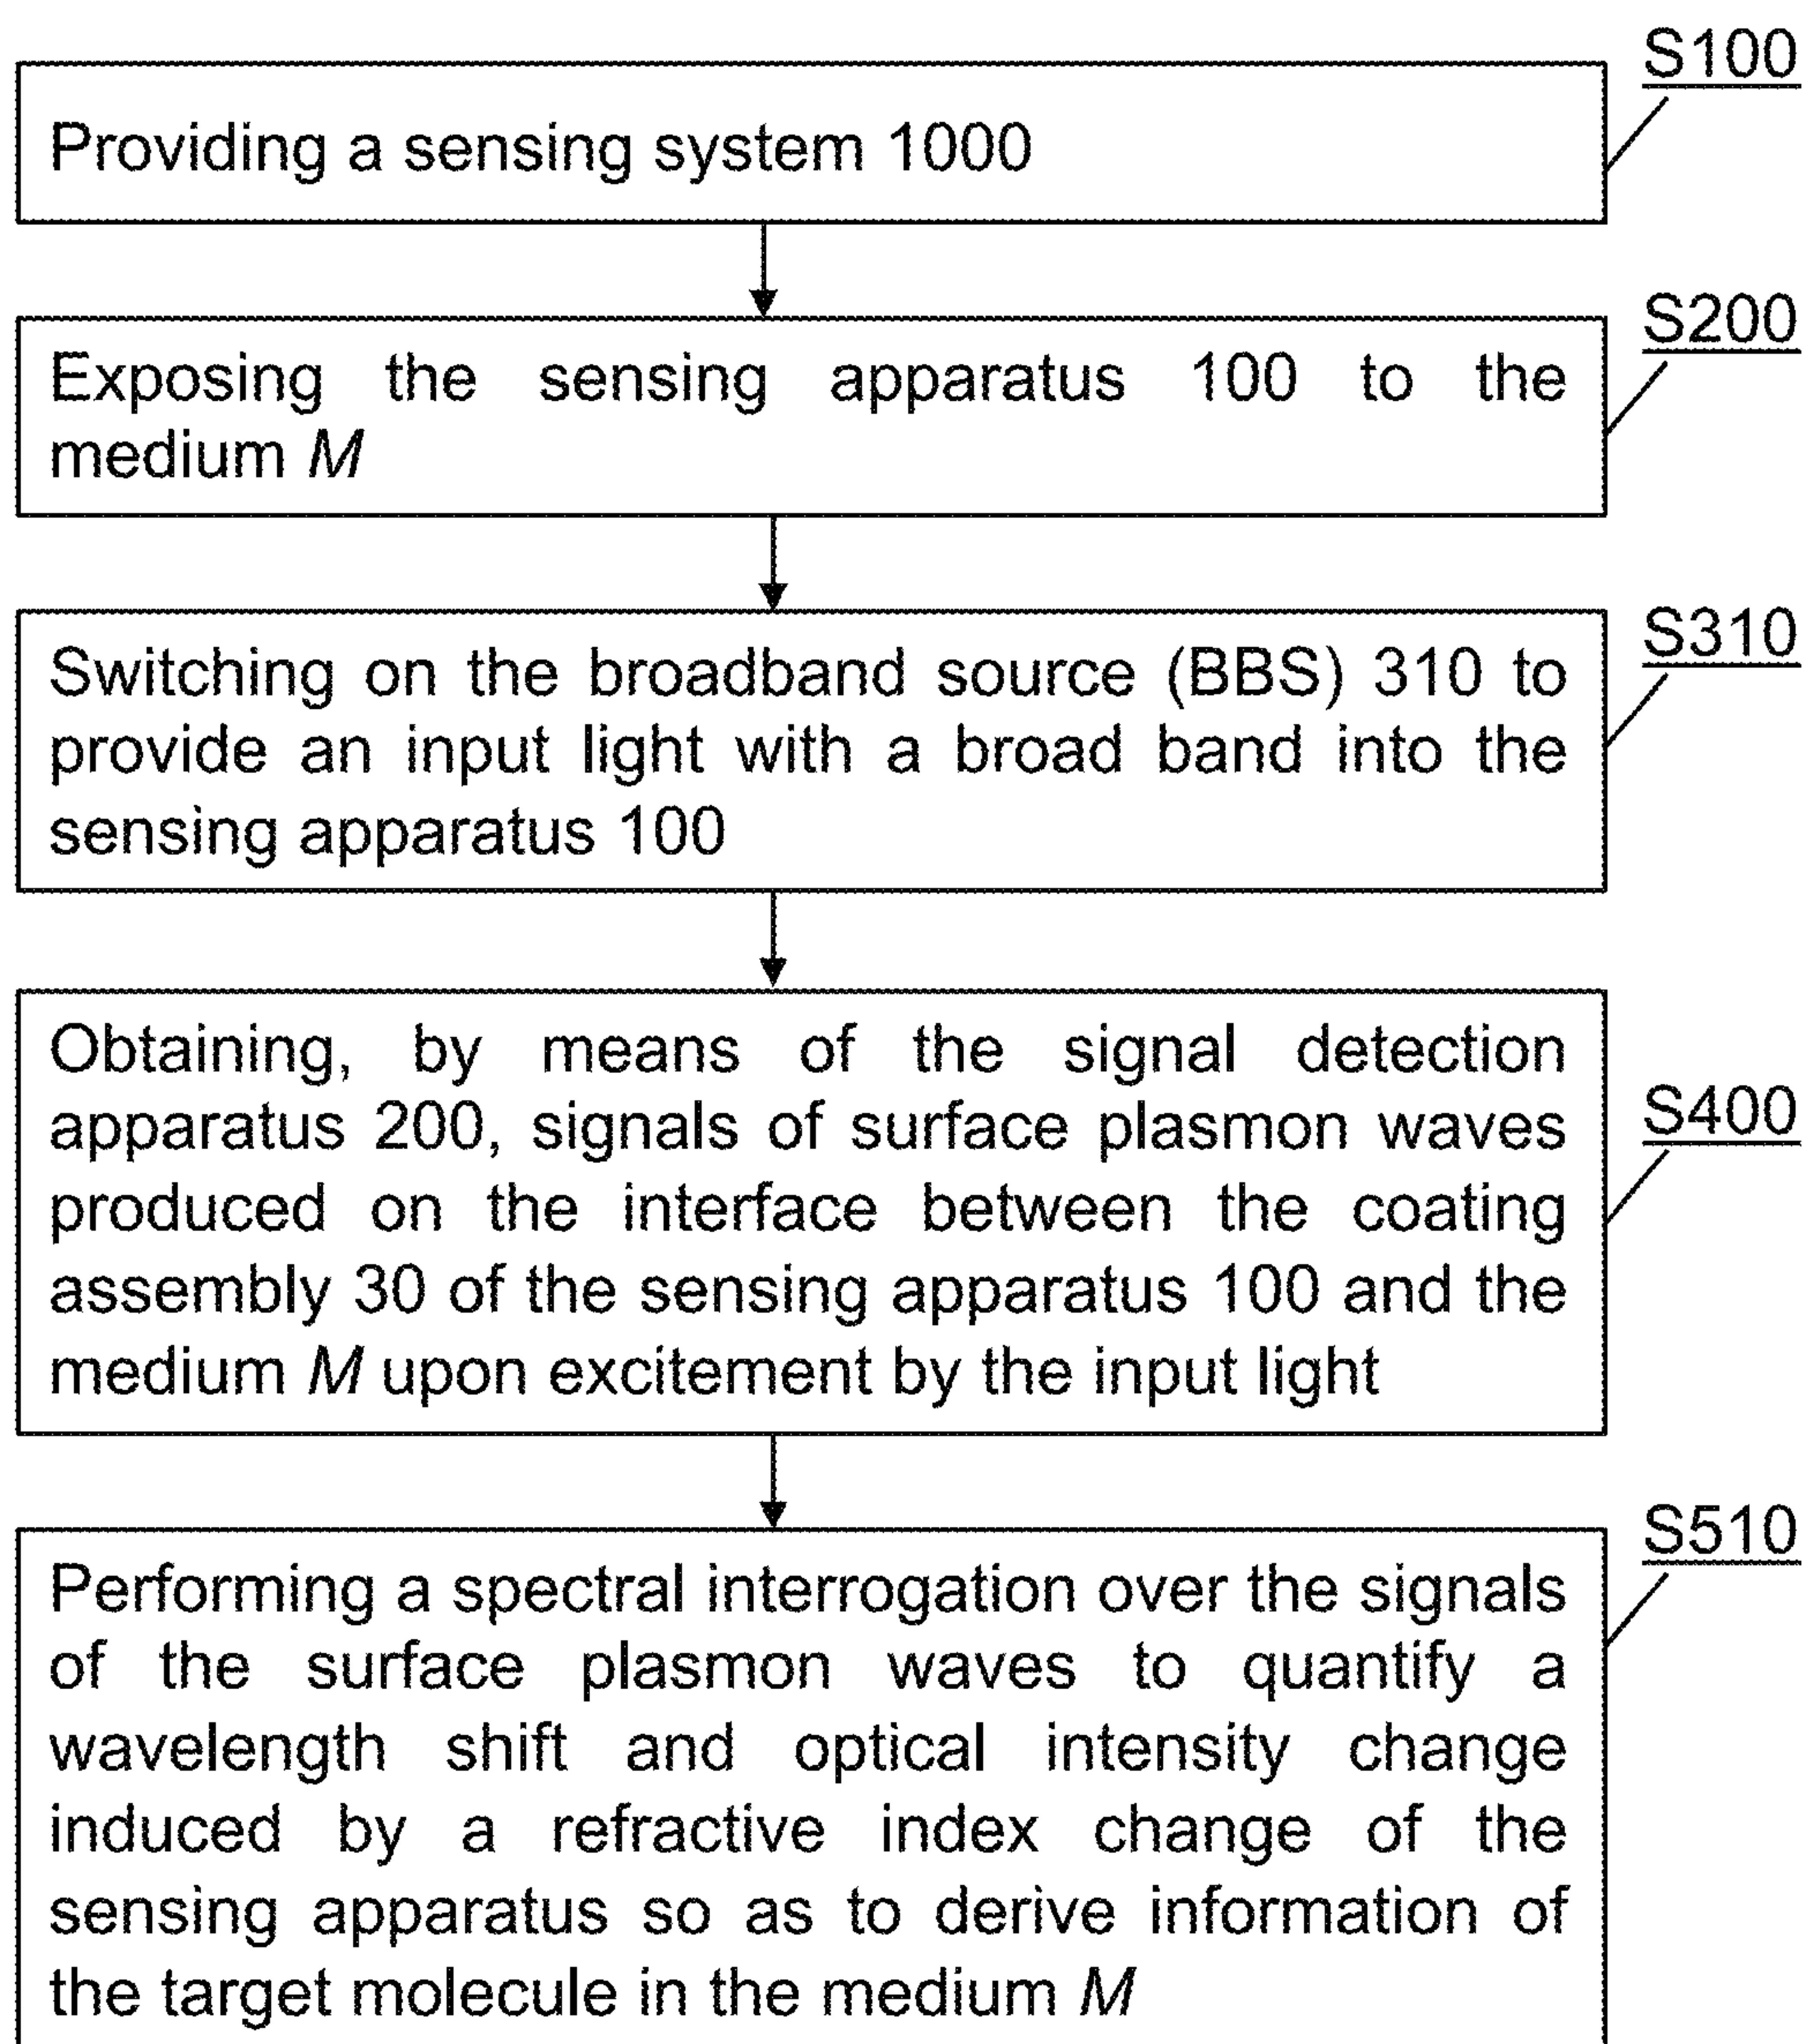 S100
Providing a sensing system 1000
S200
Exposing the sensing apparatus 100 to the
medium M
S310
Switching on the broadband source (BBS) 310 to
provide an input light with a broad band into the
sensing apparatus 100
S400
Obtaining, by means of the signal detection
apparatus 200, signals of surface plasmon waves
produced on the interface between the coating
assembly 30 of the sensing apparatus 100 and the
medium M upon excitement by the input light
S510
Performing a spectral interrogation over the signals
of the surface plasmon waves to quantify a
wavelength shift and optical intensity change
induced by a refractive index change of the
sensing apparatus so as to derive information of
the target molecule in the medium M